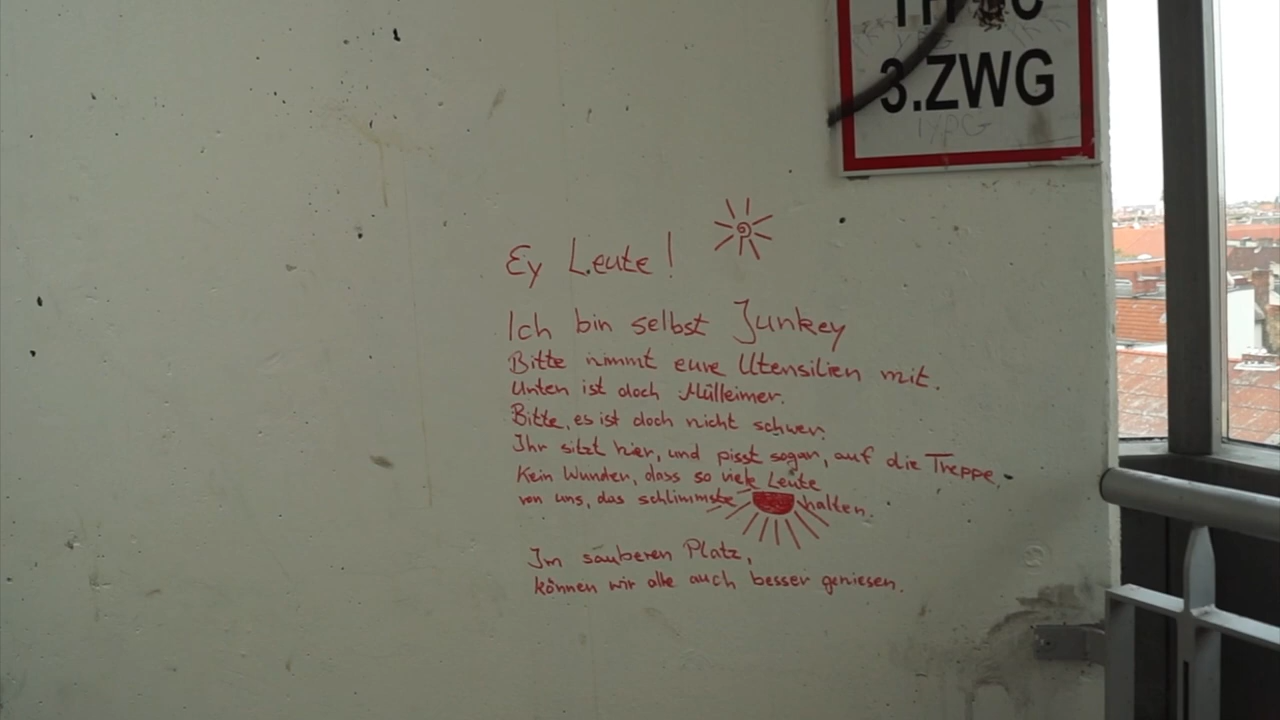 3.ZWG
TYPG
Ey Leute!
Ich bin selbst Junkey
Bitte nimmt eure Utensilien mit.
Unten ist doch Mülleimer.
Bitte, es ist doch nicht schwer.
Ihr sitzt hier, und pisst sogar, auf die Treppe.
Kein Wunder, dass so viele Leute
von uns, das schlimmste halten.
Im sauberen Platz,
können wir alle auch besser geniesen.